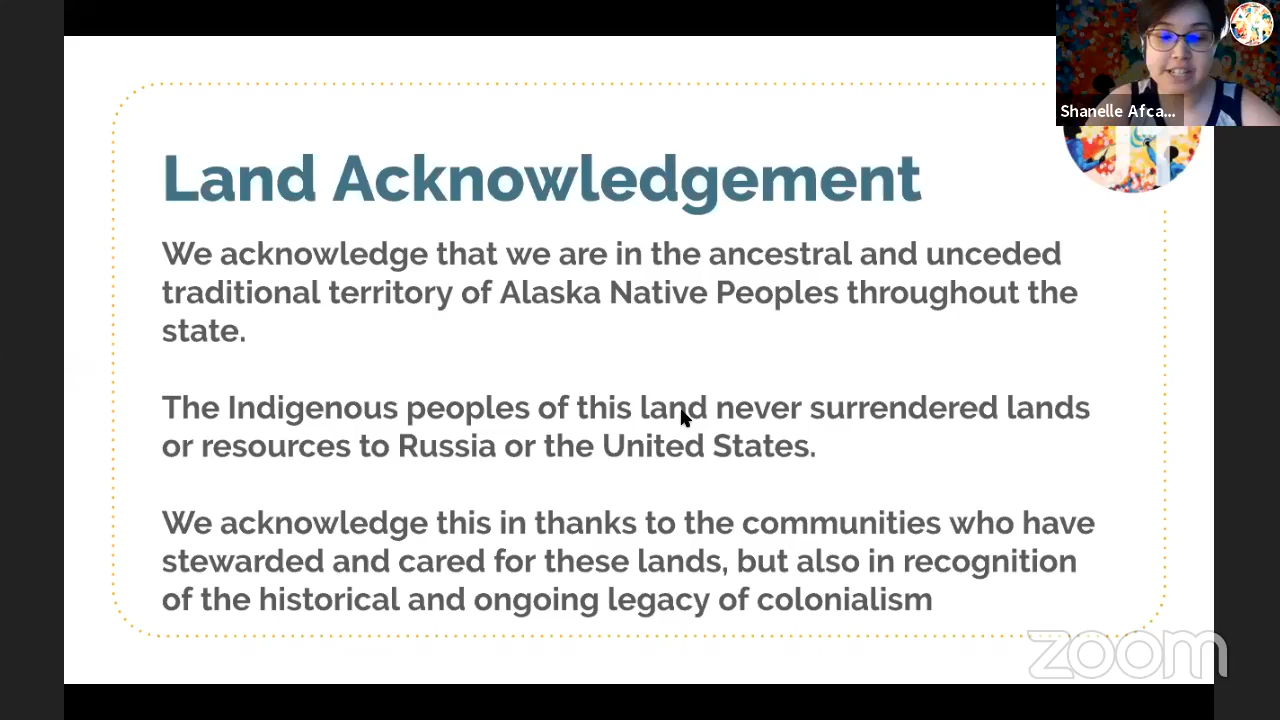 Shanelle Afca...
Land Acknowledgement
We acknowledge that we are in the ancestral and unceded
traditional territory of Alaska Native Peoples throughout the
state.
The Indigenous peoples of this land never surrendered lands
or resources to Russia or the United States.
We acknowledge this in thanks to the communities who have
stewarded and cared for these lands, but also in recognition
of the historical and ongoing legacy of colonialism
zoom